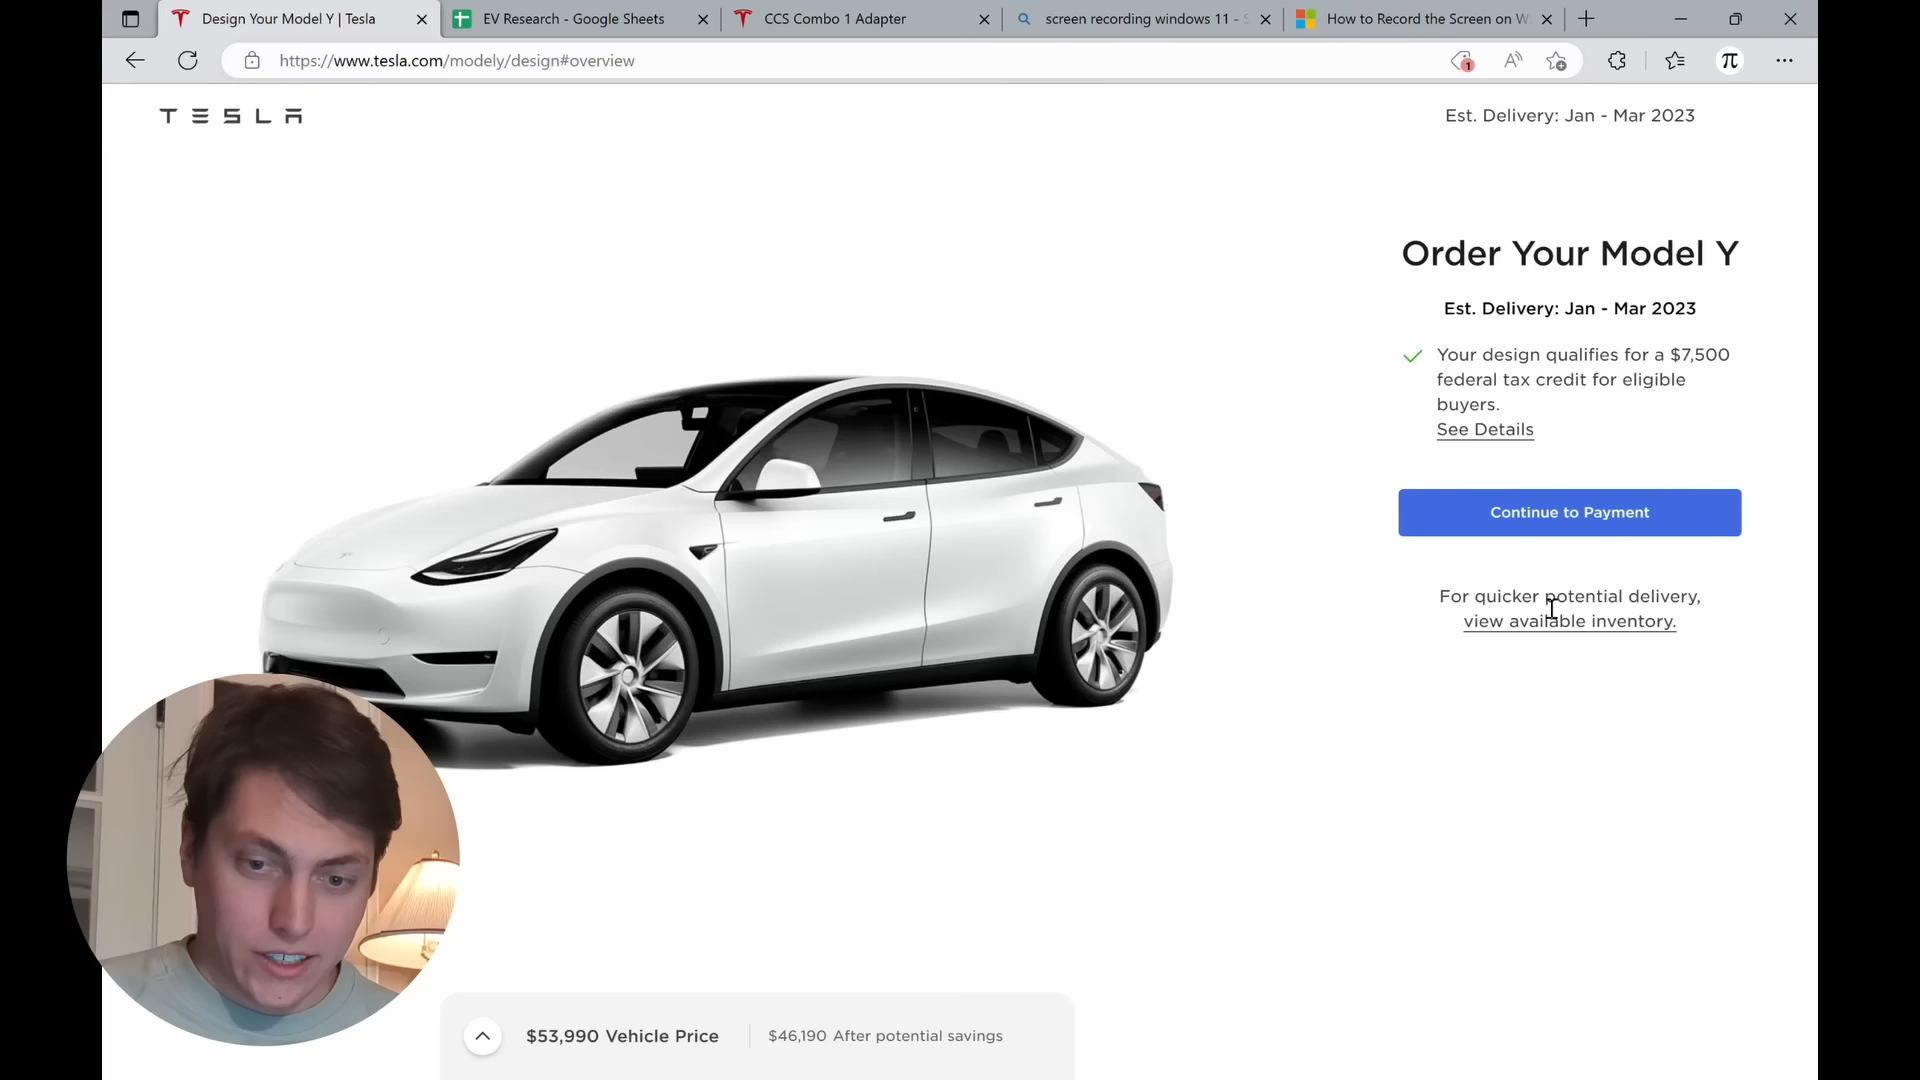 Design Your Model Y | Tesla
EV Research - Google Sheets
CCS Combo 1 Adapter
screen recording windows 11 -
How to Record the Screen on
https://www.tesla.com/modely/design#overview
1
TESLA
Est. Delivery: Jan - Mar 2023
Order Your Model Y
Est. Delivery: Jan - Mar 2023
Your design qualifies for a $7,500
federal tax credit for eligible
buyers.
See Details
Continue to Payment
For quicker potential delivery,
view available inventory.
$53,990 Vehicle Price
$46,190 After potential savings